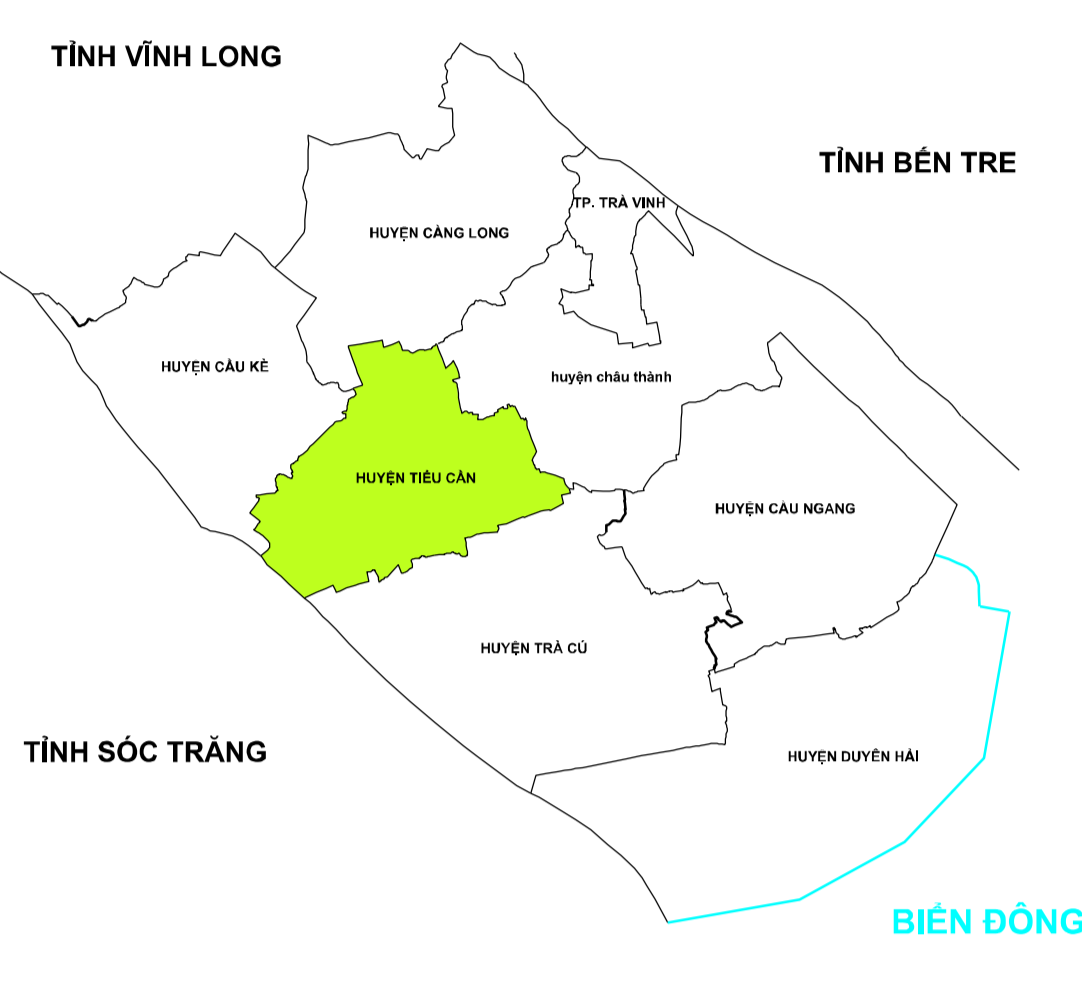 TỈNH VĨNH LONG
TỈNH BẾN TRE
TP. TRÀ VINH
HUYỆN CÀNG LONG
HUYỆN CẦU KÈ
huyện châu thành
HUYỆN TIỂU CẦN
HUYỆN CẦU NGANG
HUYỆN TRÀ CÚ
TỈNH SÓC TRĂNG
HUYỆN DUYÊN HẢI
BIỂN ĐÔNG